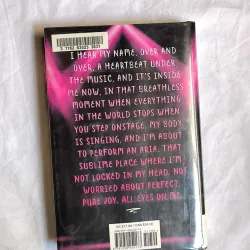 I HEAR MY NAME, OVER AND
OVER, A HEARTBEAT UNDER
THE MUSIC, AND IT'S INSIDE
ME NOW, IN THAT BREATHLESS
MOMENT WHEN EVERYTHING
IN THE WORLD STOPS WHEN
YOU STEP ONSTAGE. MY BODY
IS SINGING, AND I'M ABOUT
TO PERFORM AN ARIA. THAT
SUBLIME PLACE WHERE I'M
NOT LOCKED IN MY HEAD, NOT
WORRIED ABOUT PERFECT.
PURE JOY. ALL EYES ON ME.